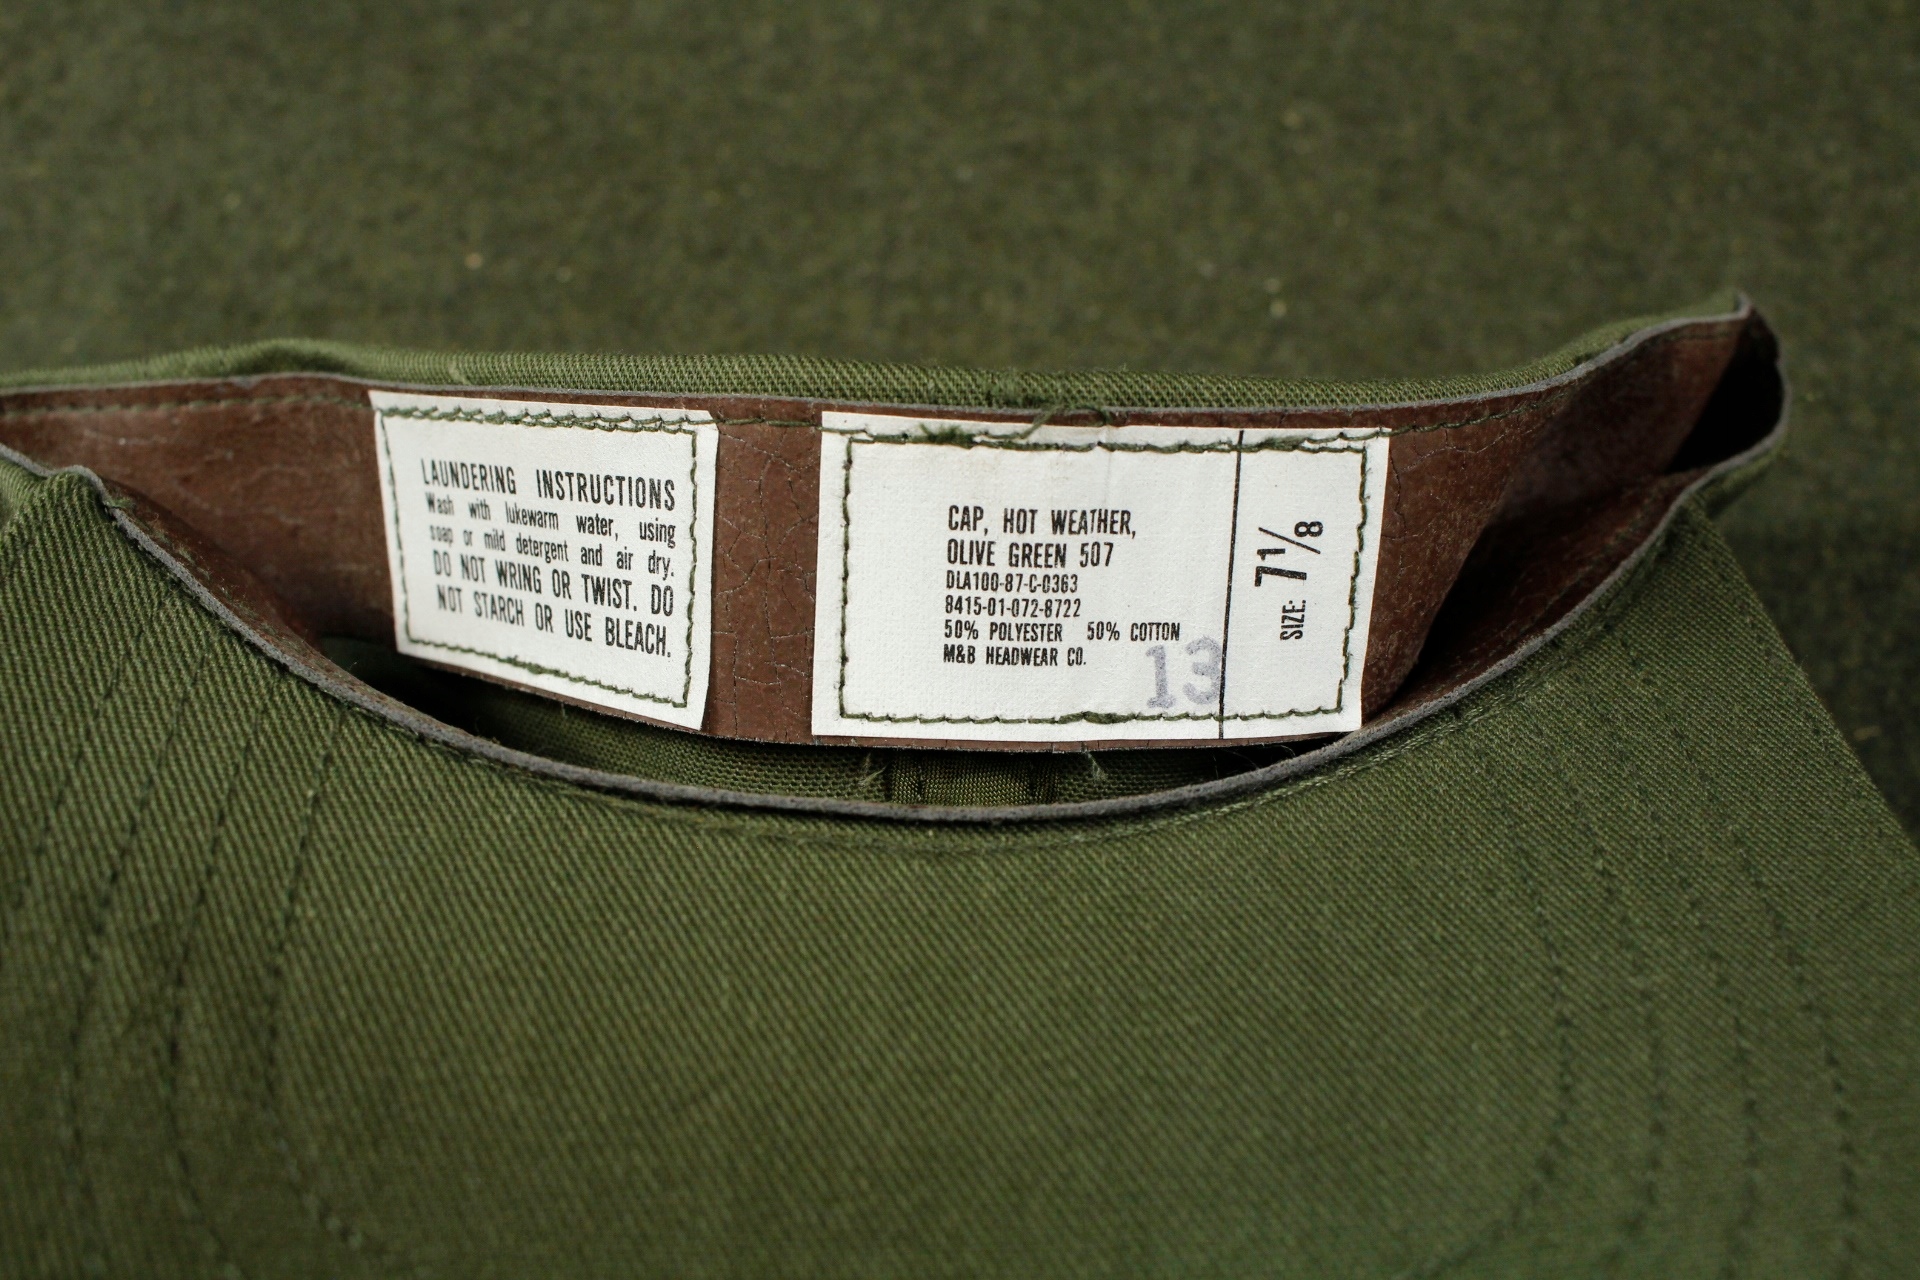 LAUNDERING INSTRUCTIONS
Wash with lukewarm water, using
soap or mild detergent and air dry.
DO NOT WRING OR TWIST. DO
NOT STARCH OR USE BLEACH.
CAP, HOT WEATHER,
OLIVE GREEN 507
DLA100-87-C-0363
8415-01-072-8722
50% POLYESTER 50% COTTON
M&B HEADWEAR CO.
13
SIZE: 7 1/8